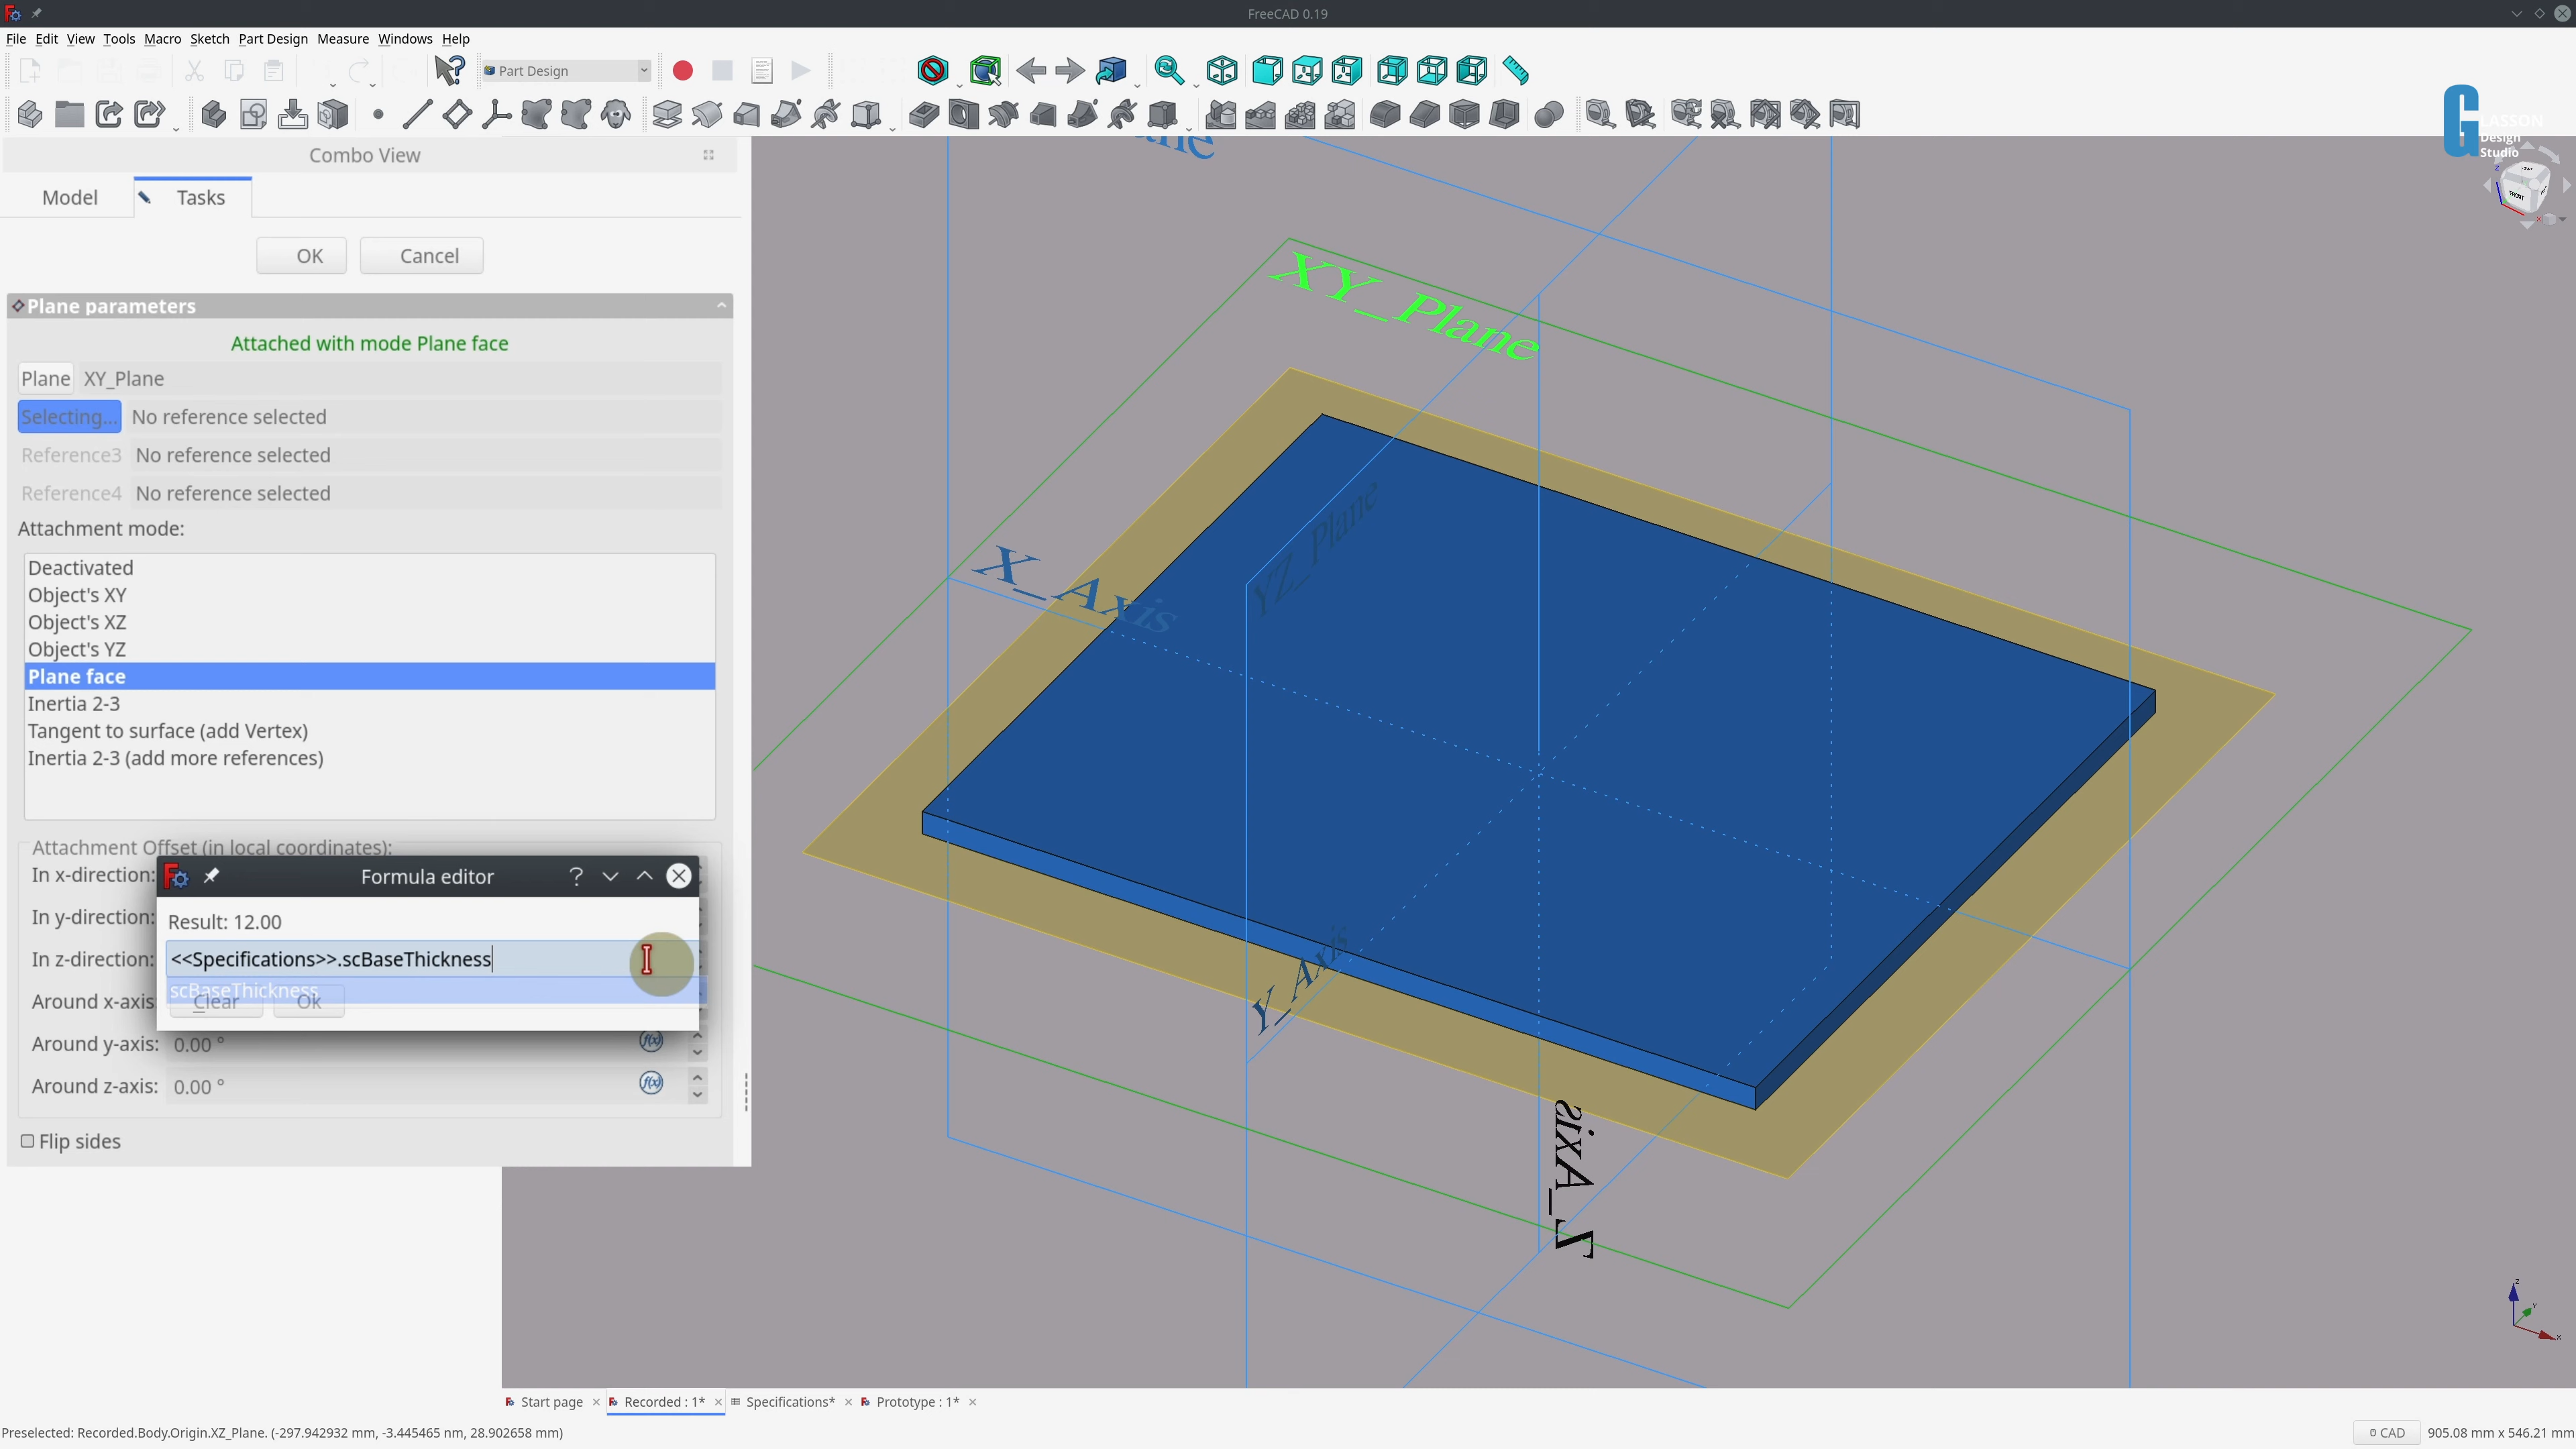 FreeCAD 0.19
File Edit View Tools Macro Sketch Part Design Measure Windows Help
Part Design
Combo View
Model Tasks
OK Cancel
Plane parameters
Attached with mode Plane face
Plane XY_Plane
Selecting... No reference selected
Reference3 No reference selected
Reference4 No reference selected
Attachment mode:
Deactivated
Object's XY
Object's XZ
Object's YZ
Plane face
Inertia 2-3
Tangent to surface (add Vertex)
Inertia 2-3 (add more references)
Attachment Offset (in local coordinates):
In x-direction:
In y-direction:
In z-direction:
Around x-axis
Around y-axis: 0.00 °
Around z-axis: 0.00 °
Flip sides
Formula editor
Result: 12.00
<<Specifications>>.scBaseThickness
scBaseThickness
Clear Ok
XY_Plane
YZ_Plane
X_Axis
Y_Axis
Z_Axis
GLASSON
Design
Studio
FRONT
Start page Recorded : 1* Specifications* Prototype : 1*
Preselected: Recorded.Body.Origin.XZ_Plane. (-297.942932 mm, -3.445465 nm, 28.902658 mm)
CAD 905.08 mm x 546.21 mm